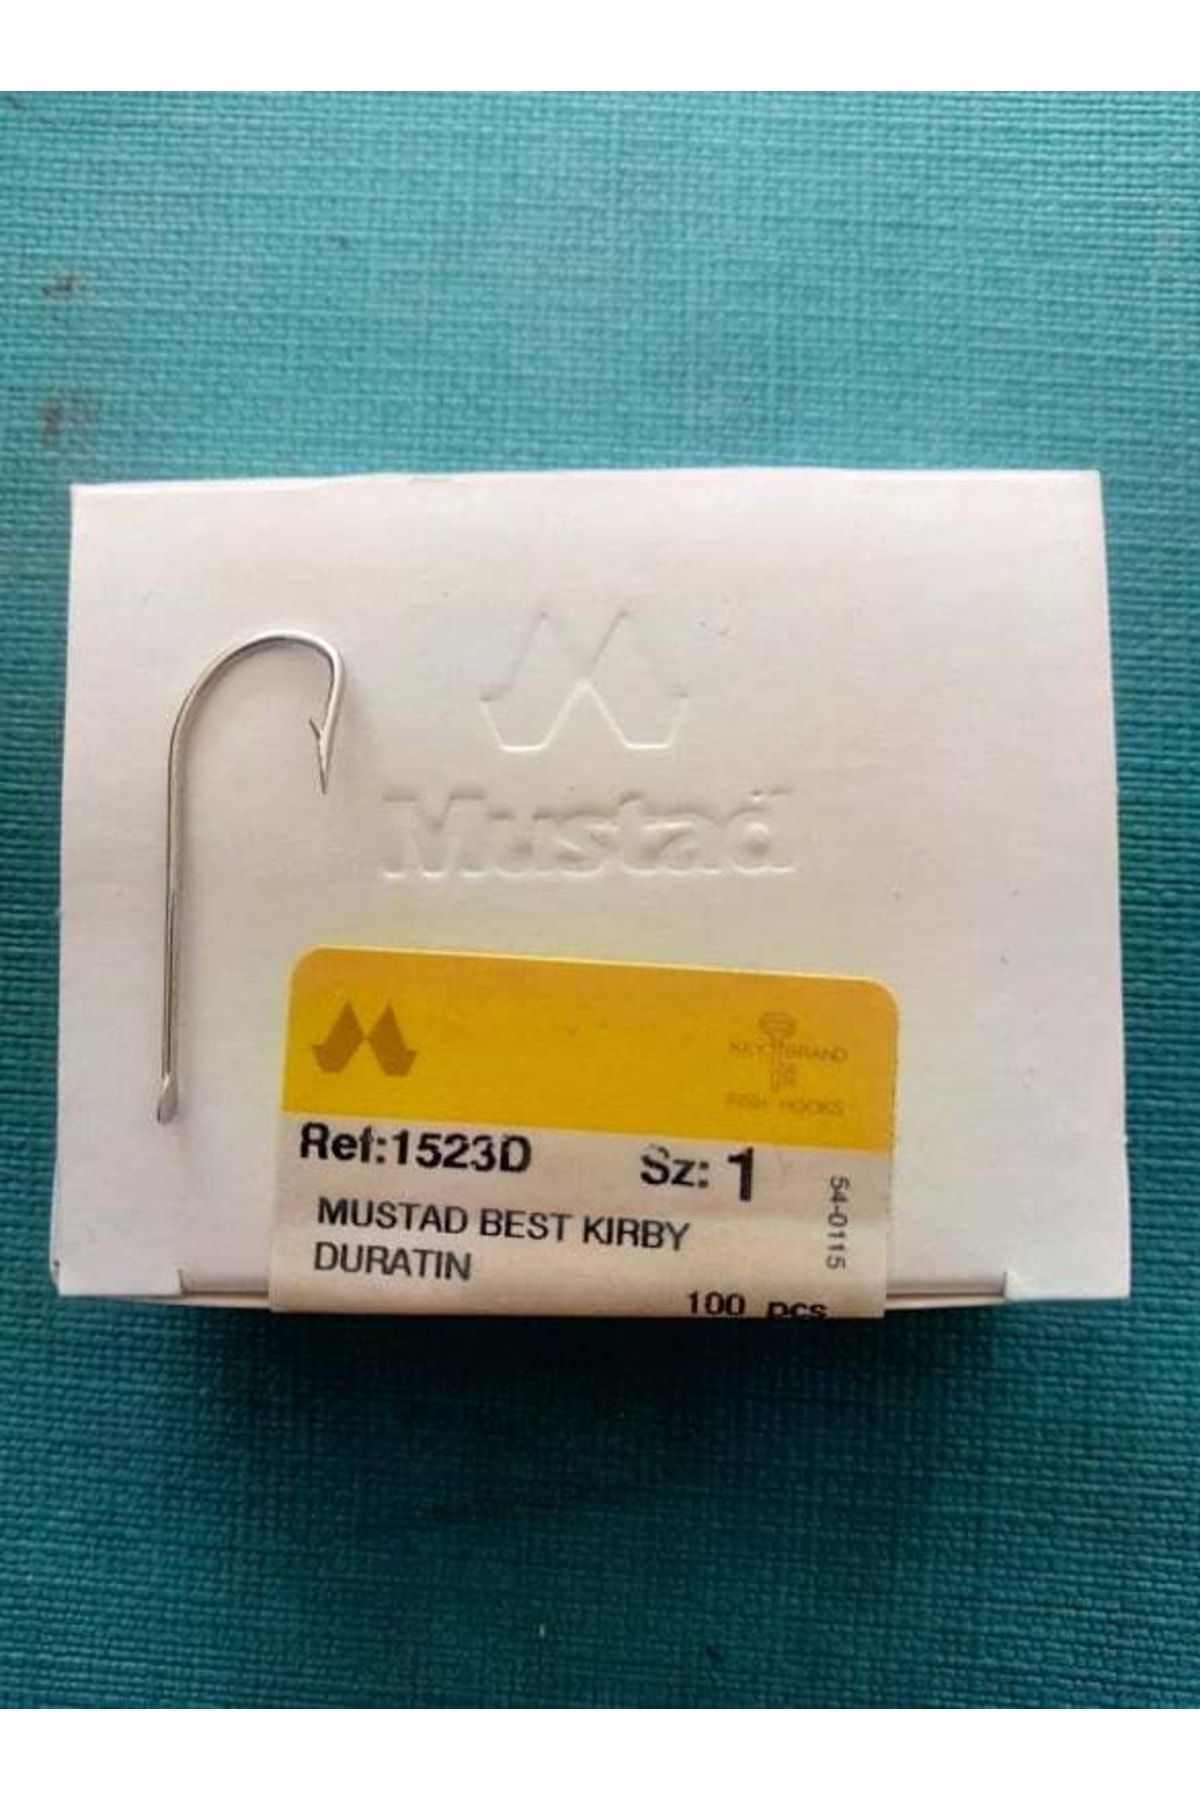 Mustad
KEY BRAND
FISH HOOKS
Ref:1523D Sz: 1
MUSTAD BEST KIRBY
DURATIN
54-0115
100 pcs